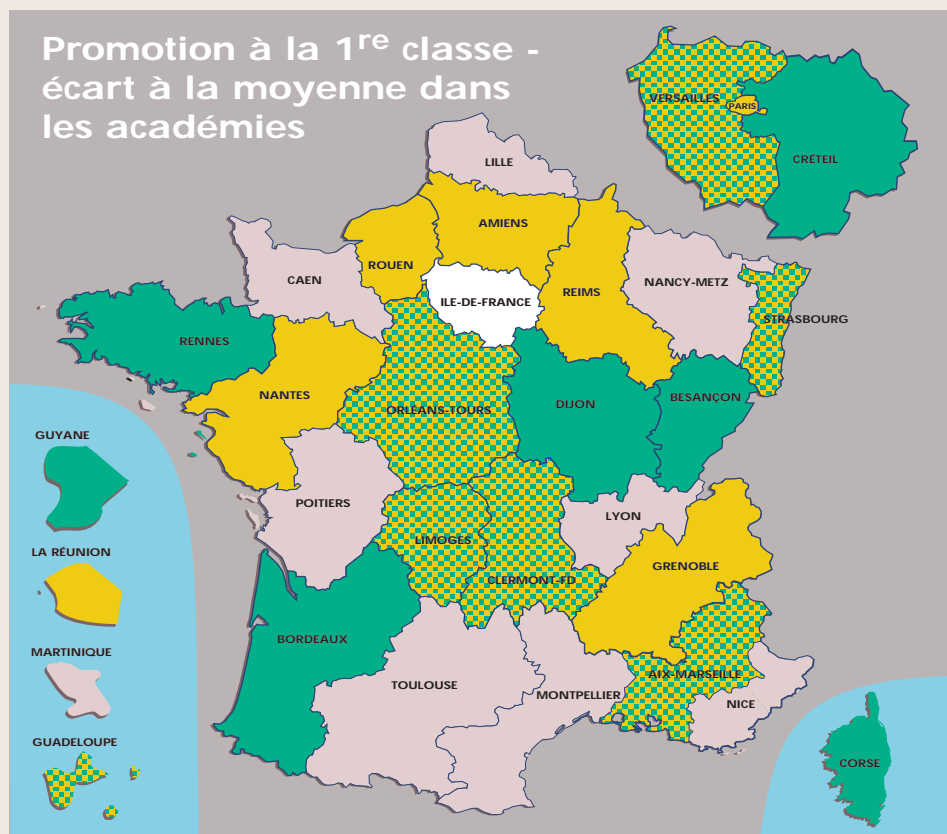 Promotion à la 1re classe -
écart à la moyenne dans
les académies
VERSAILLES
PARIS
CRÉTEIL
LILLE
AMIENS
ROUEN
CAEN
ILE-DE-FRANCE
REIMS
NANCY-METZ
STRASBOURG
RENNES
NANTES
ORLÉANS-TOURS
DIJON
BESANÇON
GUYANE
POITIERS
LYON
LIMOGES
CLERMONT-FD
GRENOBLE
LA RÉUNION
BORDEAUX
MARTINIQUE
TOULOUSE
MONTPELLIER
AIX-MARSEILLE
NICE
GUADELOUPE
CORSE